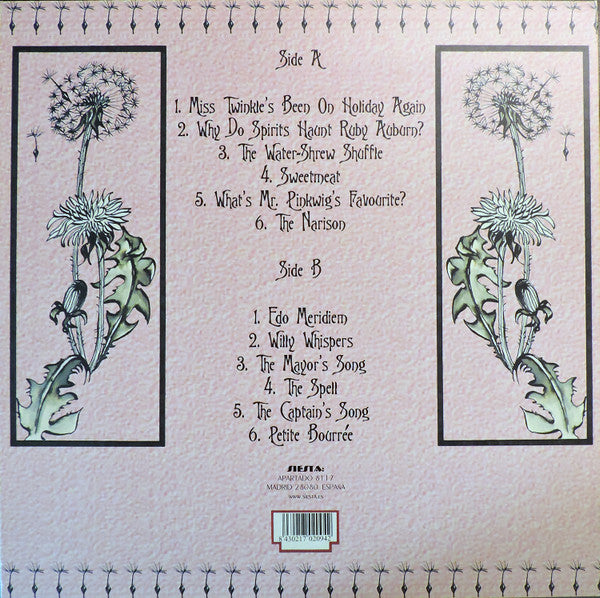 Side A
1. Miss Twinkle's Been On Holiday Again
2. Why Do Spirits Haunt Ruby Auburn?
3. The Water-Shrew Shuffle
4. Sweetmeat
5. What's Mr. Pinkwig's Favourite?
6. The Narison
Side B
1. Edo Meridiem
2. Willy Whispers
3. The Mayor's Song
4. The Spell
5. The Captain's Song
6. Petite Bourrée
SIESTA:
APARTADO 8117
MADRID 28080 ESPAÑA
WWW.SIESTA.ES
8 430217 020942